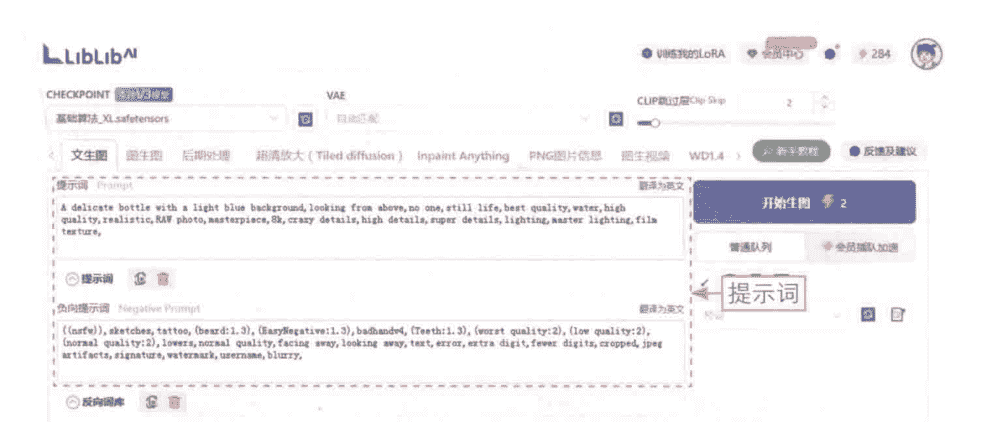 LibLib AI
训练我的LoRA
会员中心
284
CHECKPOINT
VAE
CLIP跳过层Clip Skip
基础算法_XL.safetensors
自动匹配
2
文生图
图生图
后期处理
超清放大（Tiled diffusion）
Inpaint Anything
PNG图片信息
图生视频
WD1.4
新手教程
反馈及建议
提示词 Prompt
翻译为英文
A delicate bottle with a light blue background,looking from above,no one,still life,best quality,water,high
quality,realistic,RAW photo,masterpiece,8k,crazy details,high details,super details,lighting,master lighting,film
texture,
开始生图 2
普通队列
会员插队加速
提示词
提示词
负向提示词 Negative Prompt
翻译为英文
((nsfw)),sketches,tattoo,(beard:1.3),(EasyNegative:1.3),badhandv4,(Teeth:1.3),(worst quality:2),(low quality:2),
(normal quality:2),lowers,normal quality,facing away,looking away,text,error,extra digit,fewer digits,cropped,jpeg
artifacts,signature,watermark,username,blurry,
反向词库